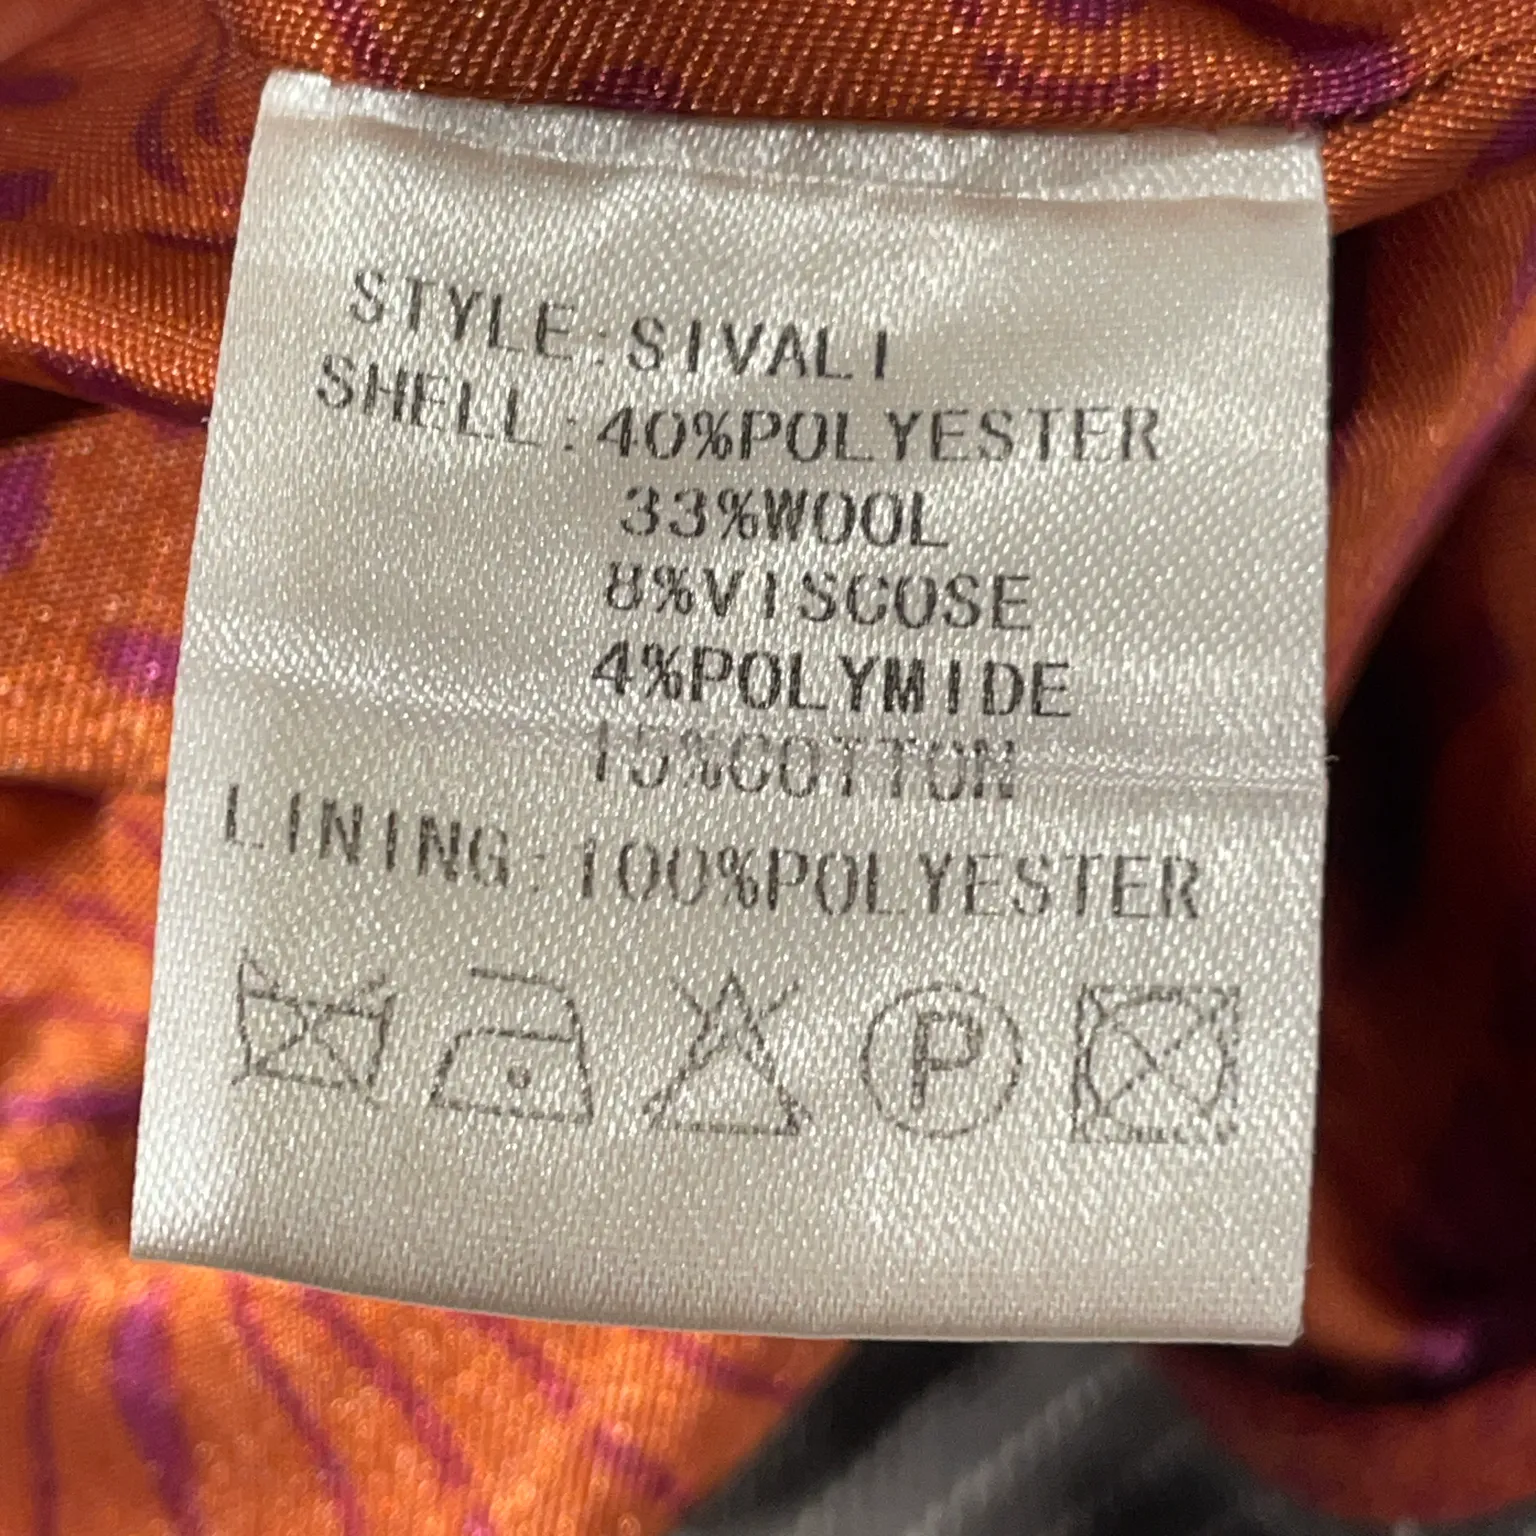 STYLE:SIVALI
SHELL:40%POLYESTER
33%WOOL
8%VISCOSE
4%POLYMIDE
15%COTTON
LINING:100%POLYESTER
P